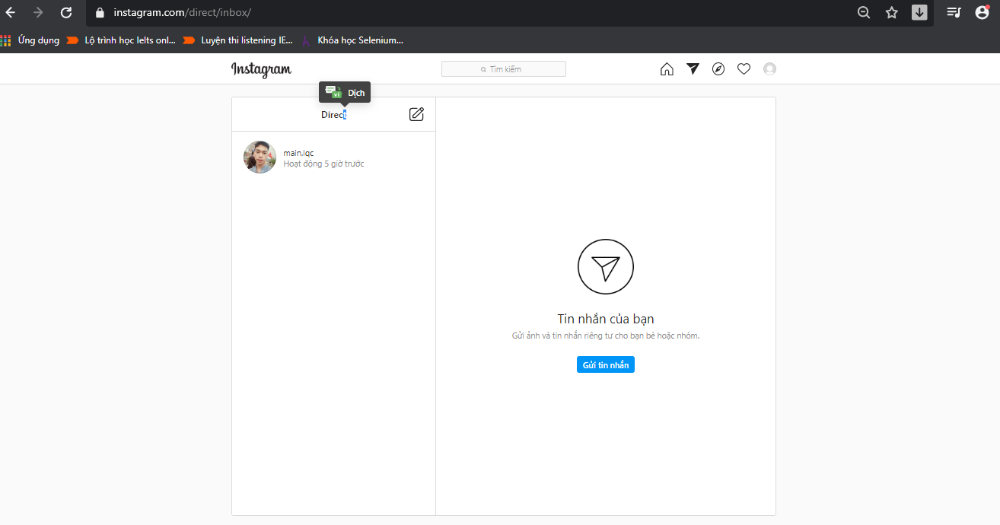 instagram.com/direct/inbox/
Ứng dụng
Lộ trình học Ielts onl...
Luyện thi listening IE...
Khóa học Selenium...
Instagram
Tìm kiếm
vi Dịch
Direct
main.lqc
Hoạt động 5 giờ trước
Tin nhắn của bạn
Gửi ảnh và tin nhắn riêng tư cho bạn bè hoặc nhóm.
Gửi tin nhắn